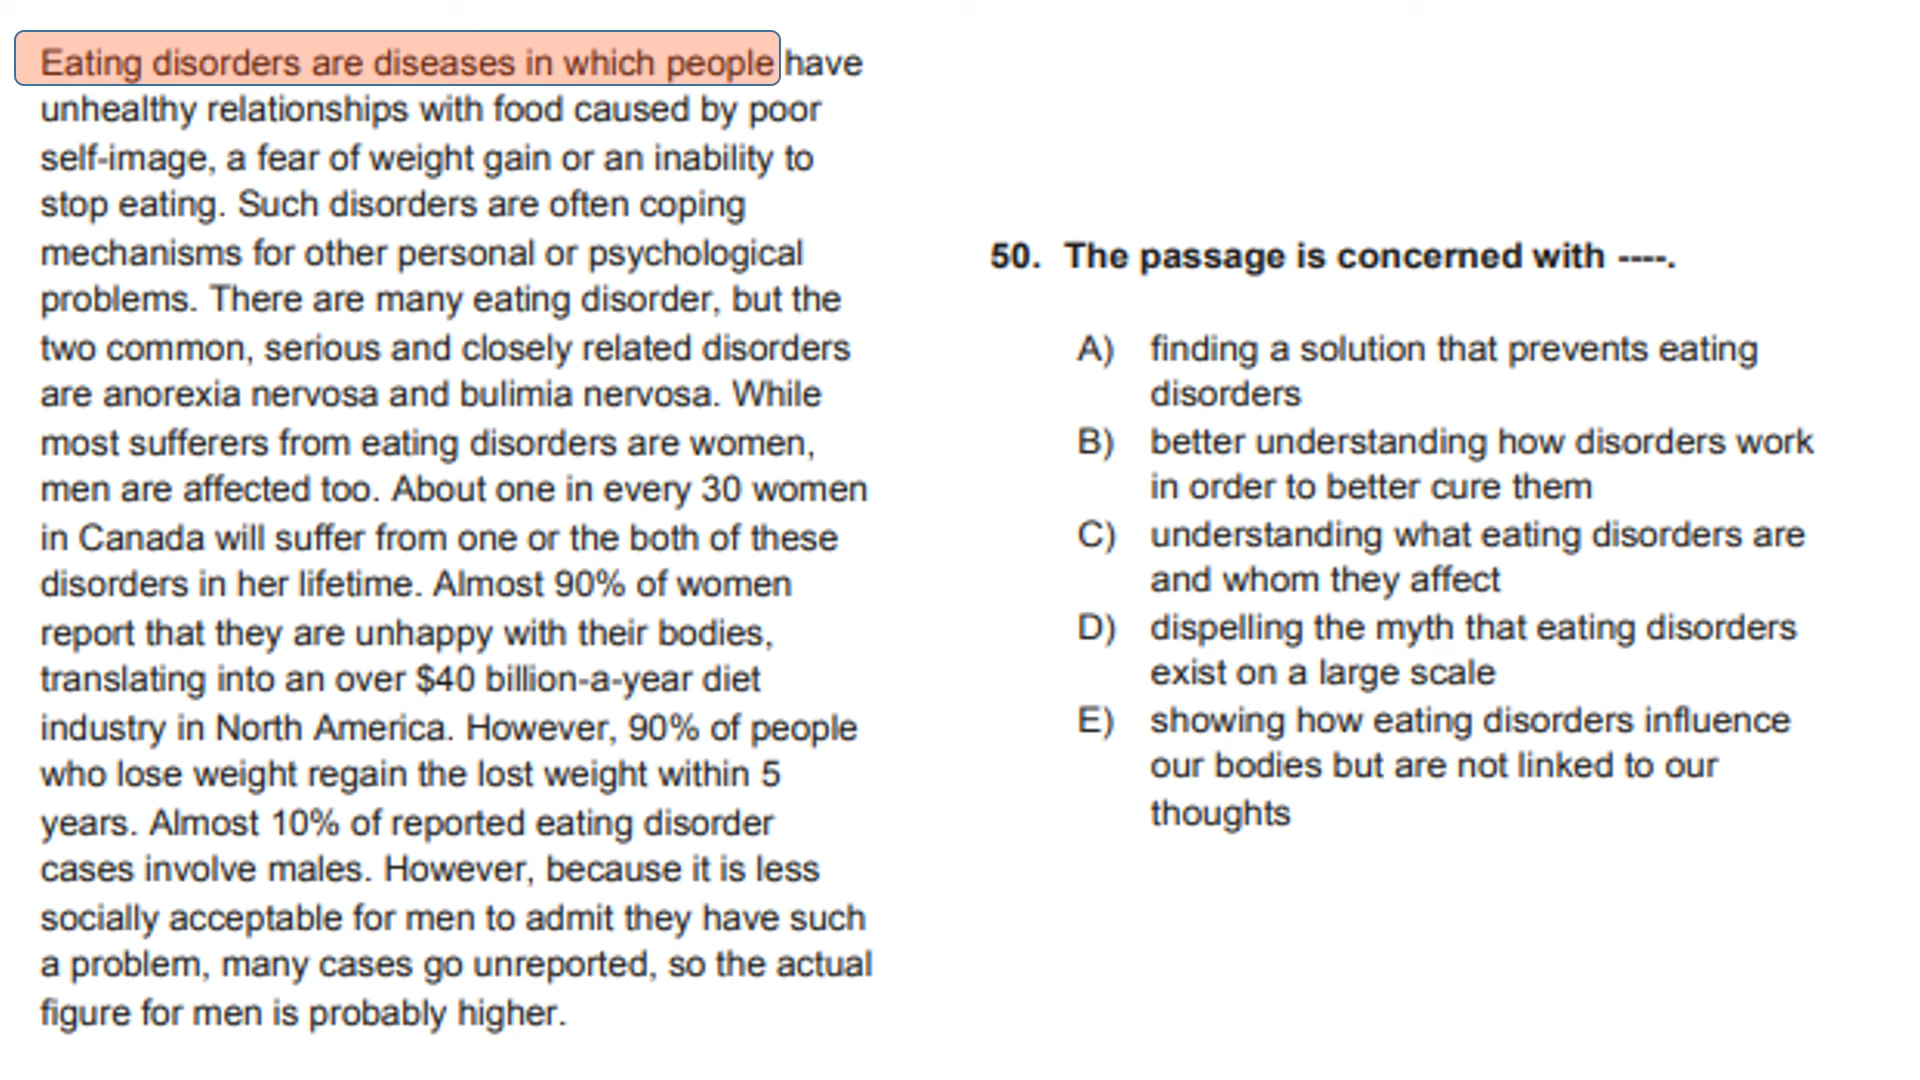 Eating disorders are diseases in which people have
unhealthy relationships with food caused by poor
self-image, a fear of weight gain or an inability to
stop eating. Such disorders are often coping
mechanisms for other personal or psychological
problems. There are many eating disorder, but the
two common, serious and closely related disorders
are anorexia nervosa and bulimia nervosa. While
most sufferers from eating disorders are women,
men are affected too. About one in every 30 women
in Canada will suffer from one or the both of these
disorders in her lifetime. Almost 90% of women
report that they are unhappy with their bodies,
translating into an over $40 billion-a-year diet
industry in North America. However, 90% of people
who lose weight regain the lost weight within 5
years. Almost 10% of reported eating disorder
cases involve males. However, because it is less
socially acceptable for men to admit they have such
a problem, many cases go unreported, so the actual
figure for men is probably higher.
50. The passage is concerned with ----.
A) finding a solution that prevents eating
disorders
B) better understanding how disorders work
in order to better cure them
C) understanding what eating disorders are
and whom they affect
D) dispelling the myth that eating disorders
exist on a large scale
E) showing how eating disorders influence
our bodies but are not linked to our
thoughts